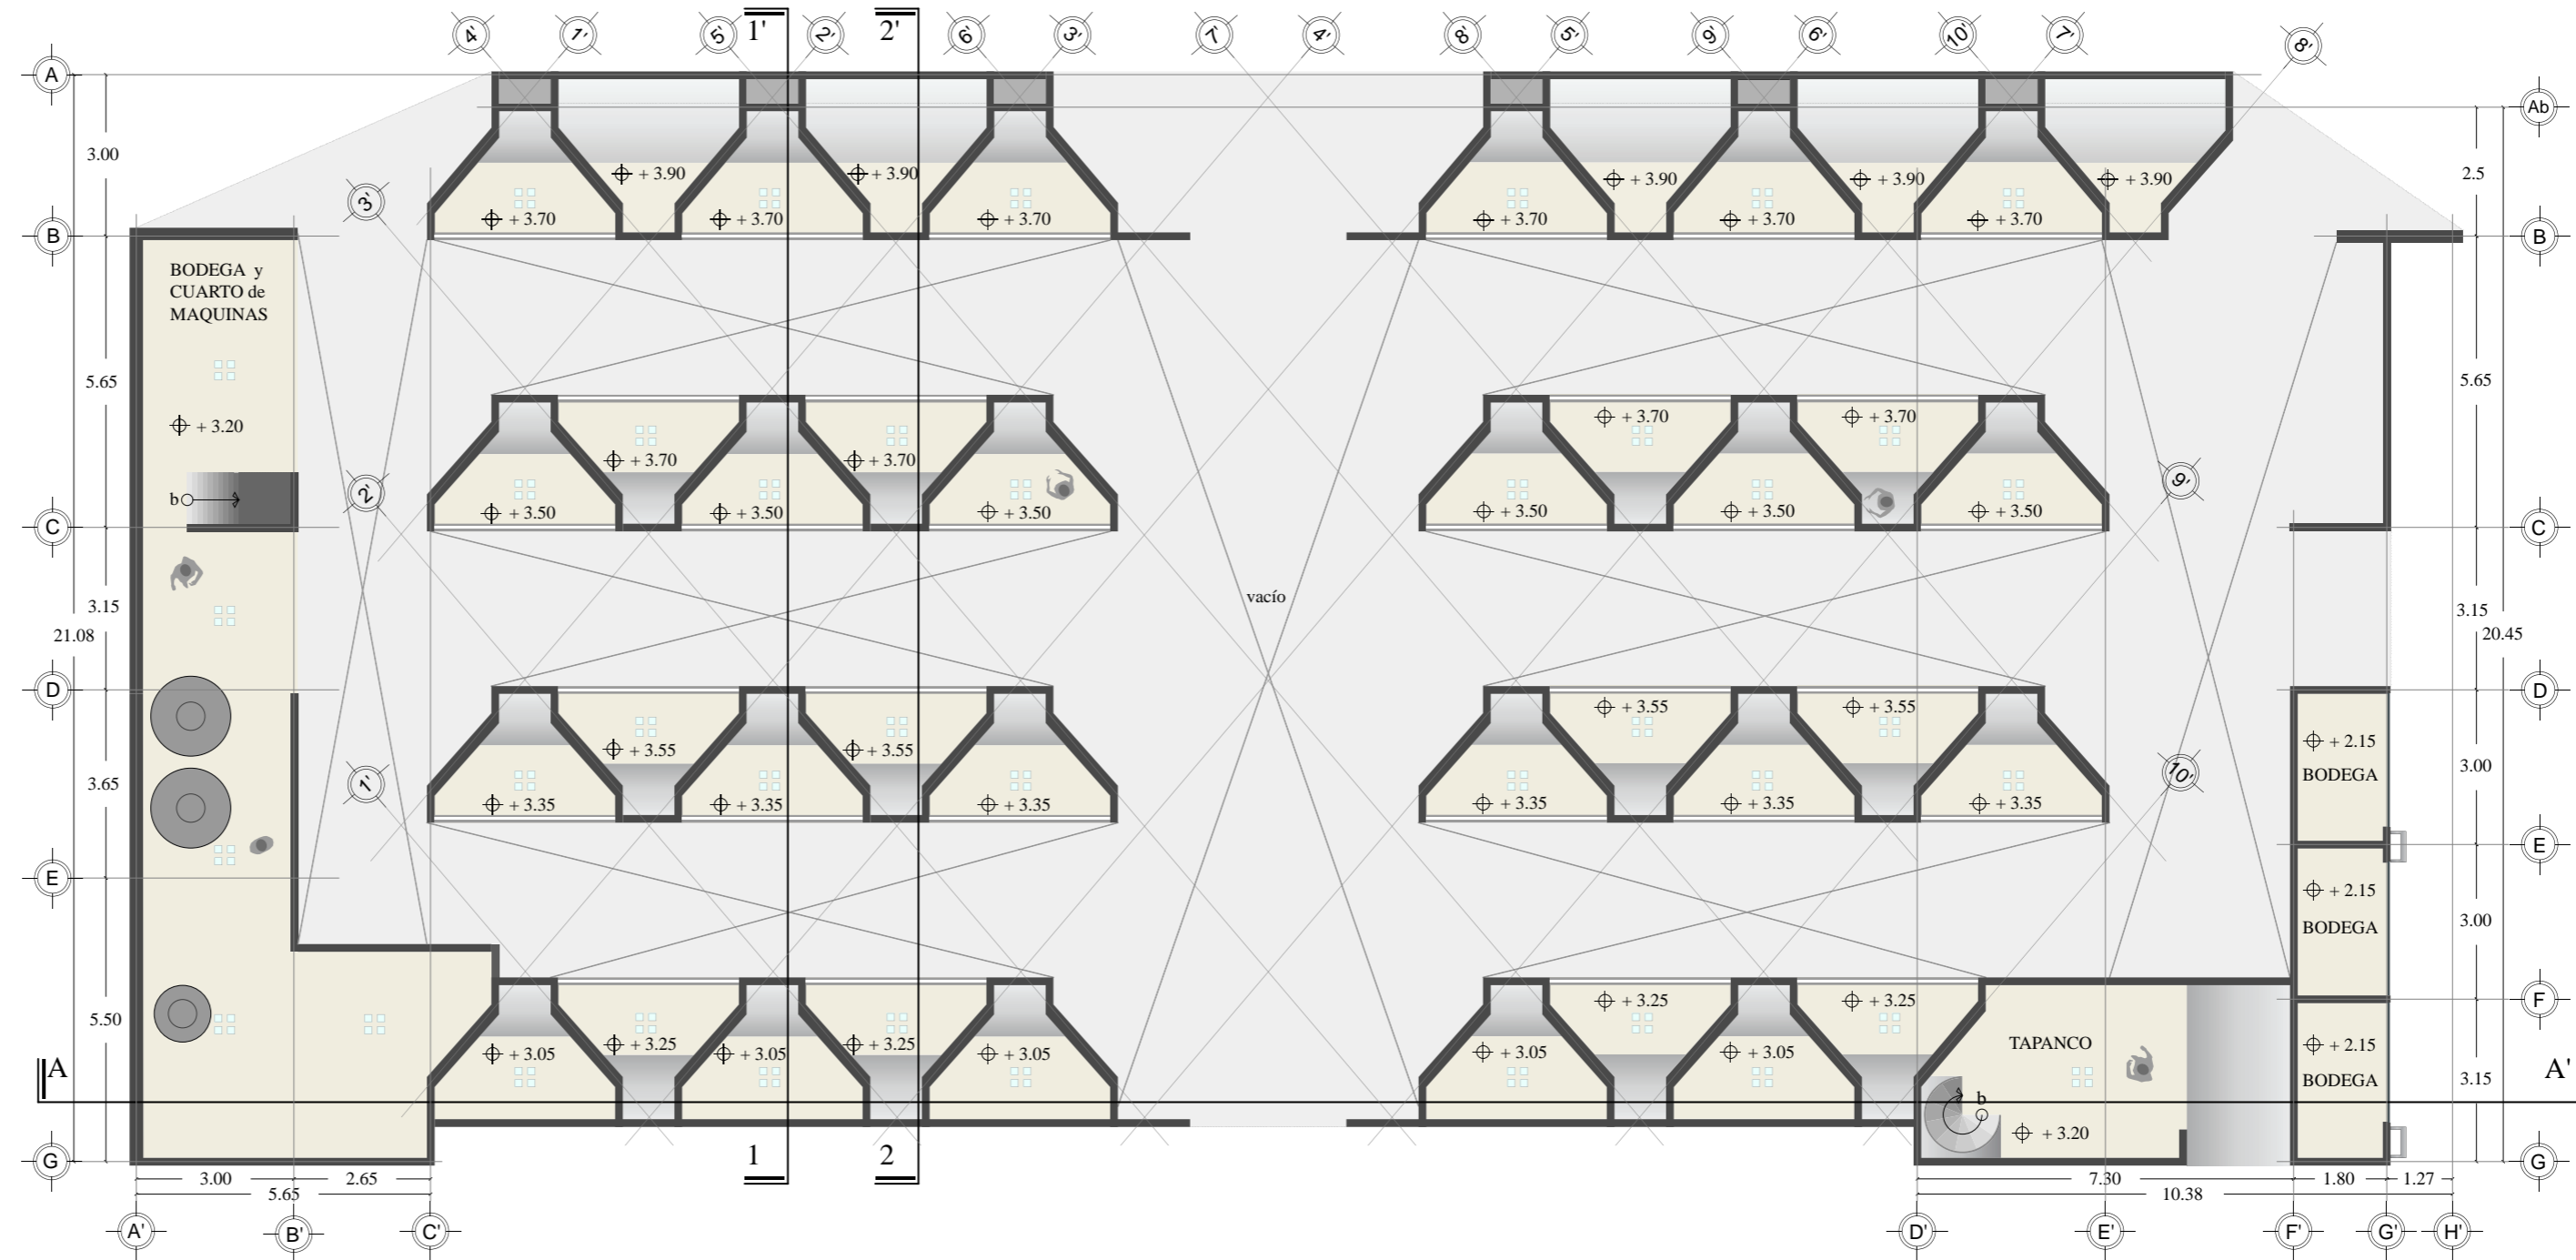 4' 1' 5' 1' 2' 2' 6' 3' 7' 4' 8' 5' 9' 6' 10' 7' 8'
A
Ab
3.00
+ 3.90 + 3.90 + 3.90 + 3.90 + 3.90
2.5
3'
+ 3.70 + 3.70 + 3.70 + 3.70 + 3.70 + 3.70
B
B
BODEGA y
CUARTO de
MAQUINAS
5.65
5.65
+ 3.20
+ 3.70 + 3.70 + 3.70 + 3.70
b
2'
9'
+ 3.50 + 3.50 + 3.50 + 3.50 + 3.50 + 3.50
C
C
vacío
3.15
3.15
21.08
20.45
D
D
+ 3.55 + 3.55 + 3.55 + 3.55
+ 2.15
BODEGA
3.65
3.00
1'
10'
+ 3.35 + 3.35 + 3.35 + 3.35 + 3.35 + 3.35
E
E
+ 2.15
BODEGA
3.00
F
5.50
+ 3.25 + 3.25 + 3.25 + 3.25
+ 3.05 + 3.05 + 3.05 + 3.05 + 3.05
TAPANCO
+ 2.15
BODEGA
3.15
A
A'
b
+ 3.20
1
2
G
G
3.00 2.65
5.65
7.30 1.80 1.27
10.38
A' B' C' D' E' F' G' H'